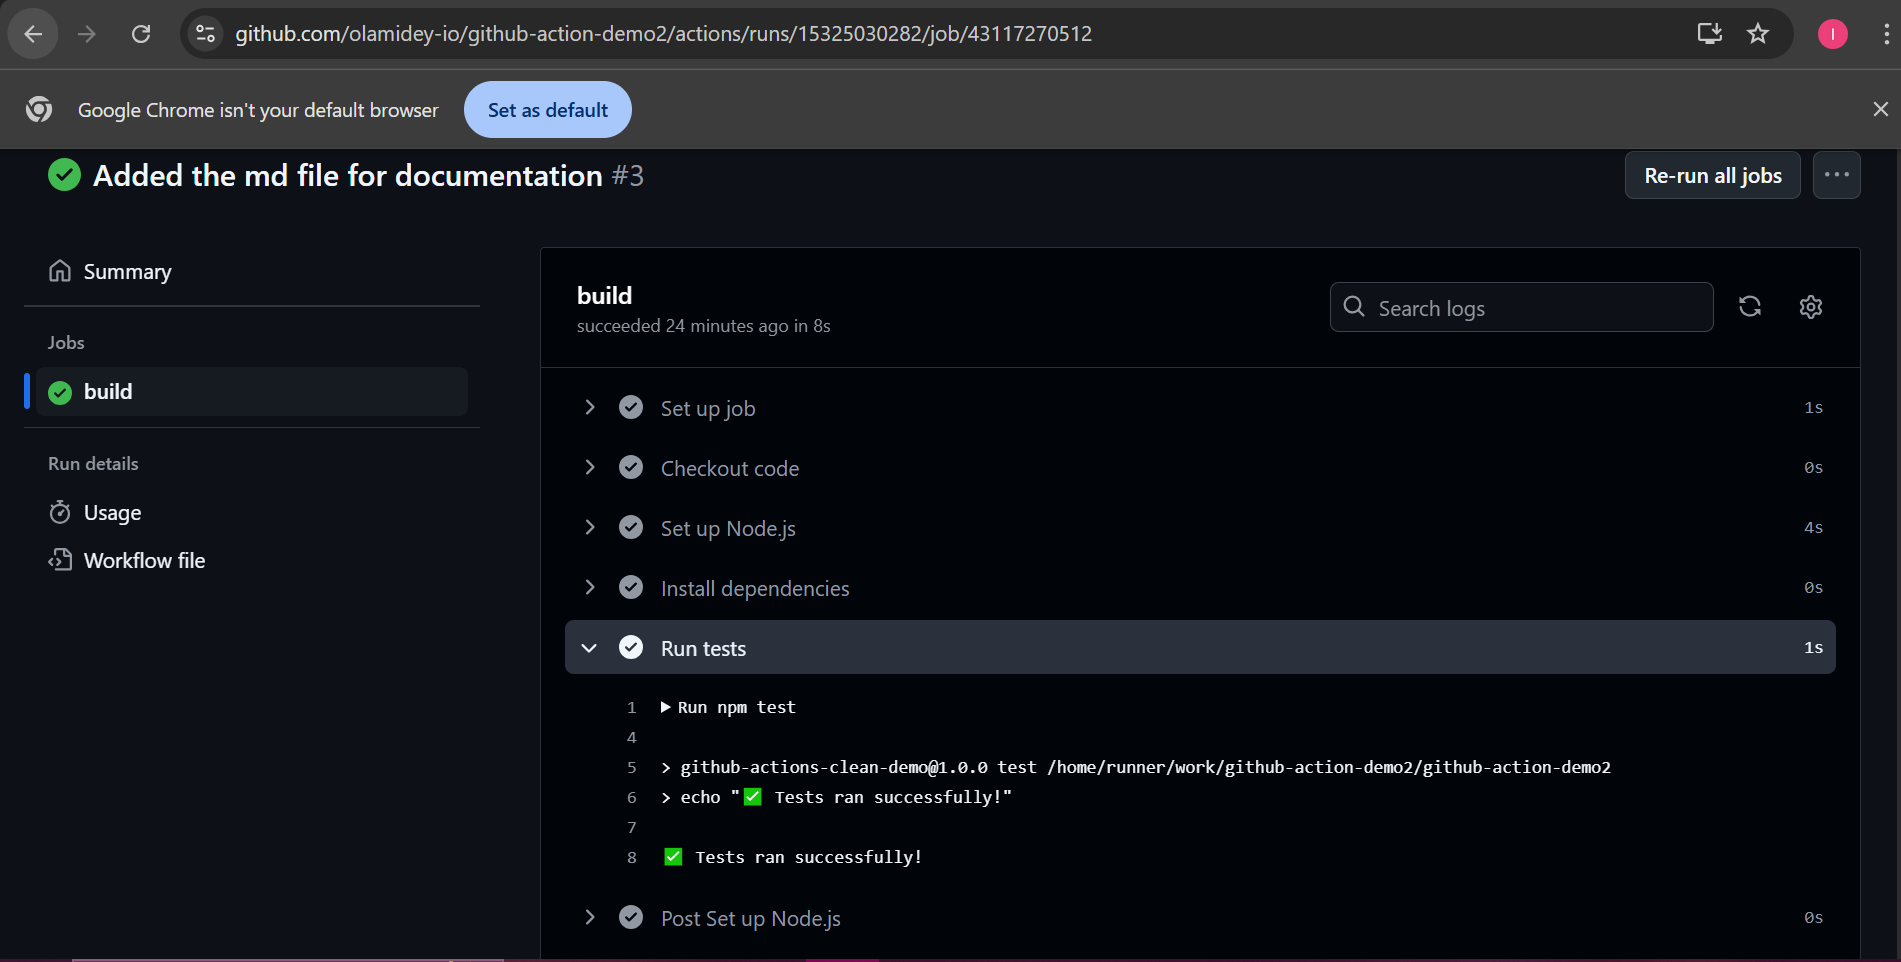 github.com/olamidey-io/github-action-demo2/actions/runs/15325030282/job/43117270512
I
Google Chrome isn't your default browser
Set as default
Added the md file for documentation #3
Re-run all jobs
Summary
Jobs
build
Run details
Usage
Workflow file
build
succeeded 24 minutes ago in 8s
Search logs
Set up job 1s
Checkout code 0s
Set up Node.js 4s
Install dependencies 0s
Run tests 1s
1 ▶ Run npm test
4
5 > github-actions-clean-demo@1.0.0 test /home/runner/work/github-action-demo2/github-action-demo2
6 > echo "✅ Tests ran successfully!"
7
8 ✅ Tests ran successfully!
Post Set up Node.js 0s